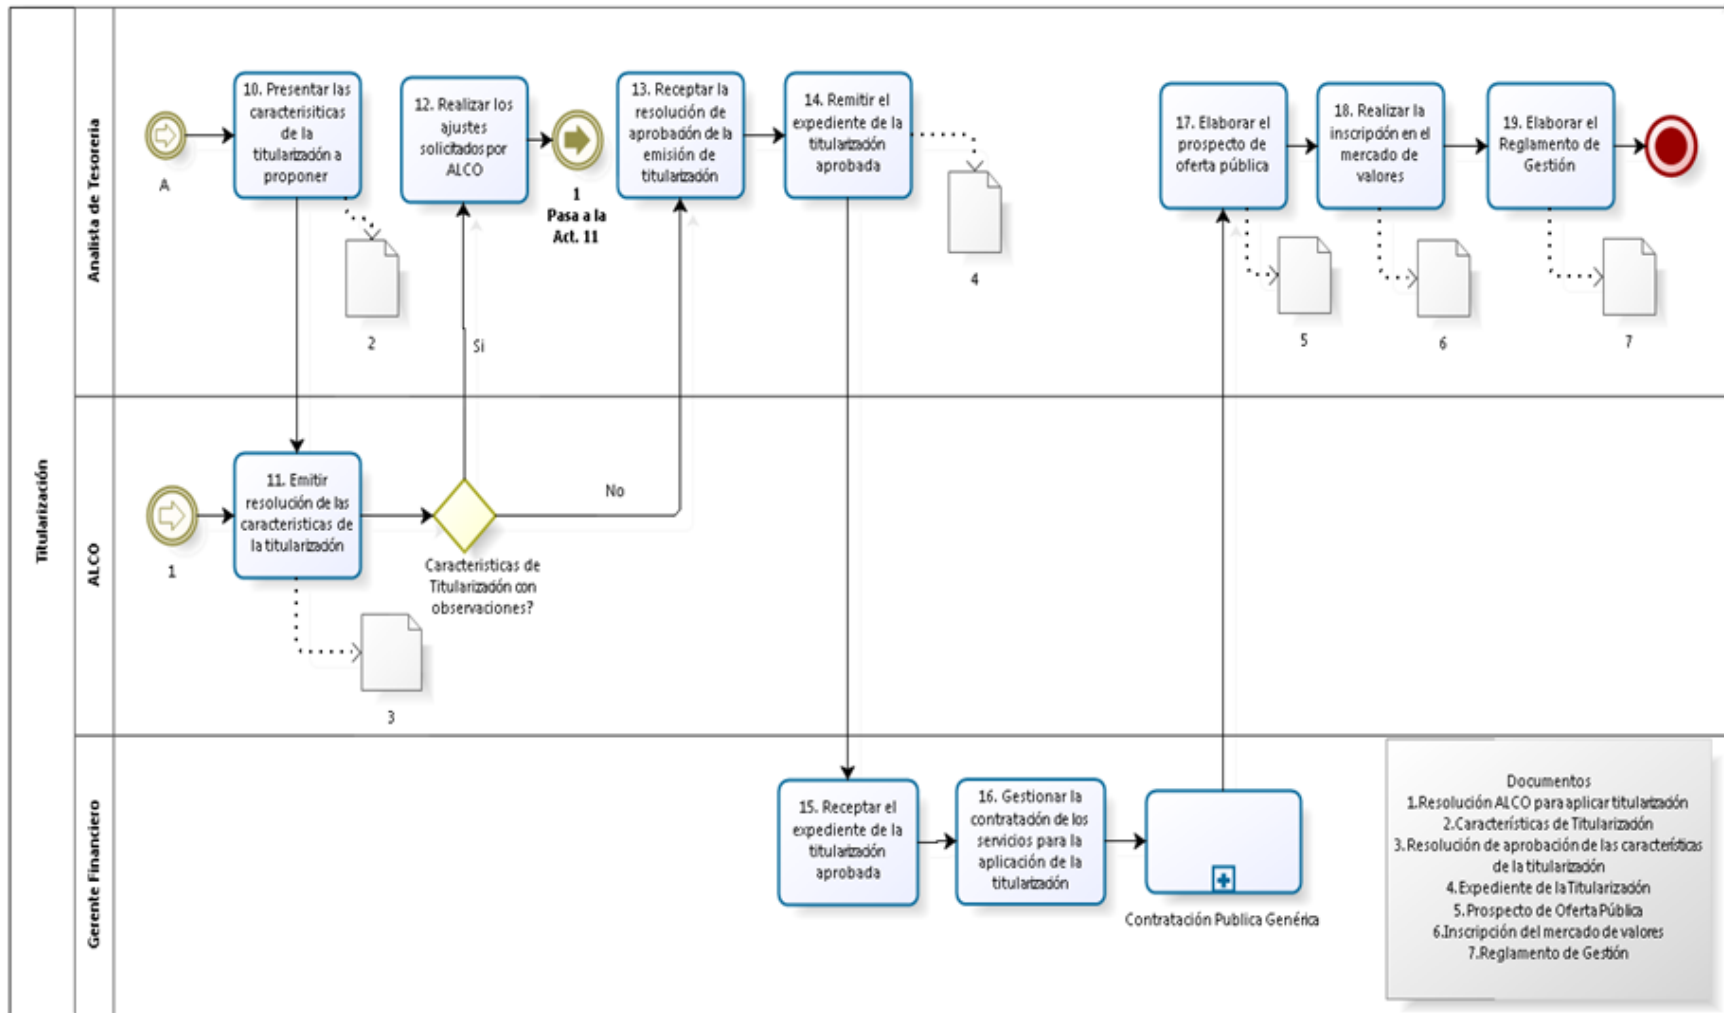 Titularización
Analista de Tesoreria
A
10. Presentar las
caracterisiticas
de la
titularización a
proponer
2
12. Realizar los
ajustes
solicitados por
ALCO
1
Pasa a la
Act. 11
13. Receptar la
resolución de
aprobación de la
emisión de
titularización
14. Remitir el
expediente de la
titularización
aprobada
4
17. Elaborar el
prospecto de
oferta pública
5
18. Realizar la
inscripción en el
mercado de
valores
6
19. Elaborar el
Reglamento de
Gestión
7
Si
ALCO
1
11. Emitir
resolución de las
caracteristicas de
la titularización
3
Caracteristicas de
Titularización con
observaciones?
No
Gerente Financiero
15. Receptar el
expediente de la
titularización
aprobada
16. Gestionar la
contratación de los
servicios para la
aplicación de la
titularización
Contratación Publica Genérica
Documentos
1.Resolución ALCO para aplicar titularización
2.Características de Titularización
3.Resolución de aprobación de las características
de la titularización
4.Expediente de la Titularización
5.Prospecto de Oferta Pública
6.Inscripción del mercado de valores
7.Reglamento de Gestión